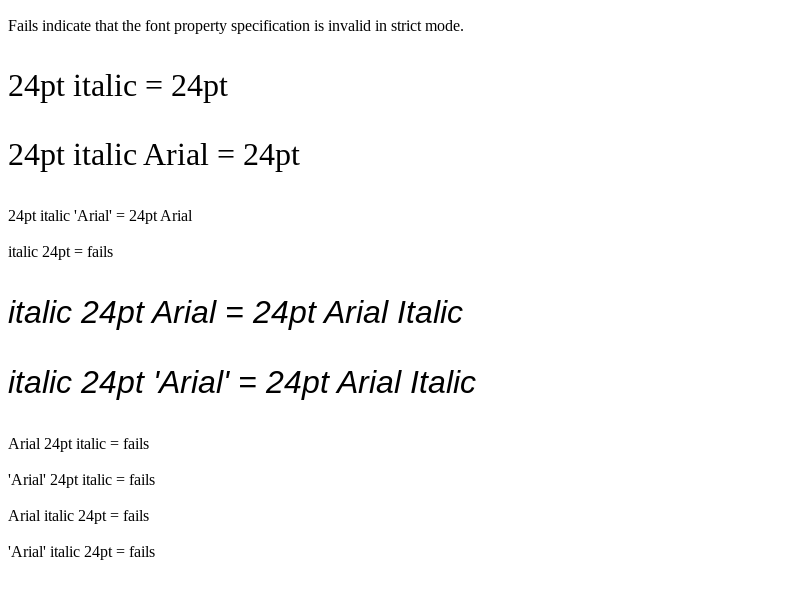 Fails indicate that the font property specification is invalid in strict mode.
24pt italic = 24pt
24pt italic Arial = 24pt
24pt italic 'Arial' = 24pt Arial
italic 24pt = fails
italic 24pt Arial = 24pt Arial Italic
italic 24pt 'Arial' = 24pt Arial Italic
Arial 24pt italic = fails
'Arial' 24pt italic = fails
Arial italic 24pt = fails
'Arial' italic 24pt = fails